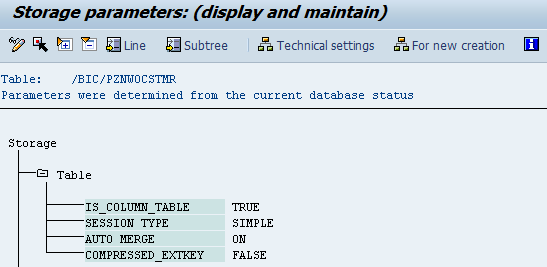 Storage parameters: (display and maintain)
Line Subtree Technical settings For new creation
Table: /BIC/PZNWOCSTMR
Parameters were determined from the current database status
Storage
Table
IS_COLUMN_TABLE TRUE
SESSION TYPE SIMPLE
AUTO MERGE ON
COMPRESSED_EXTKEY FALSE